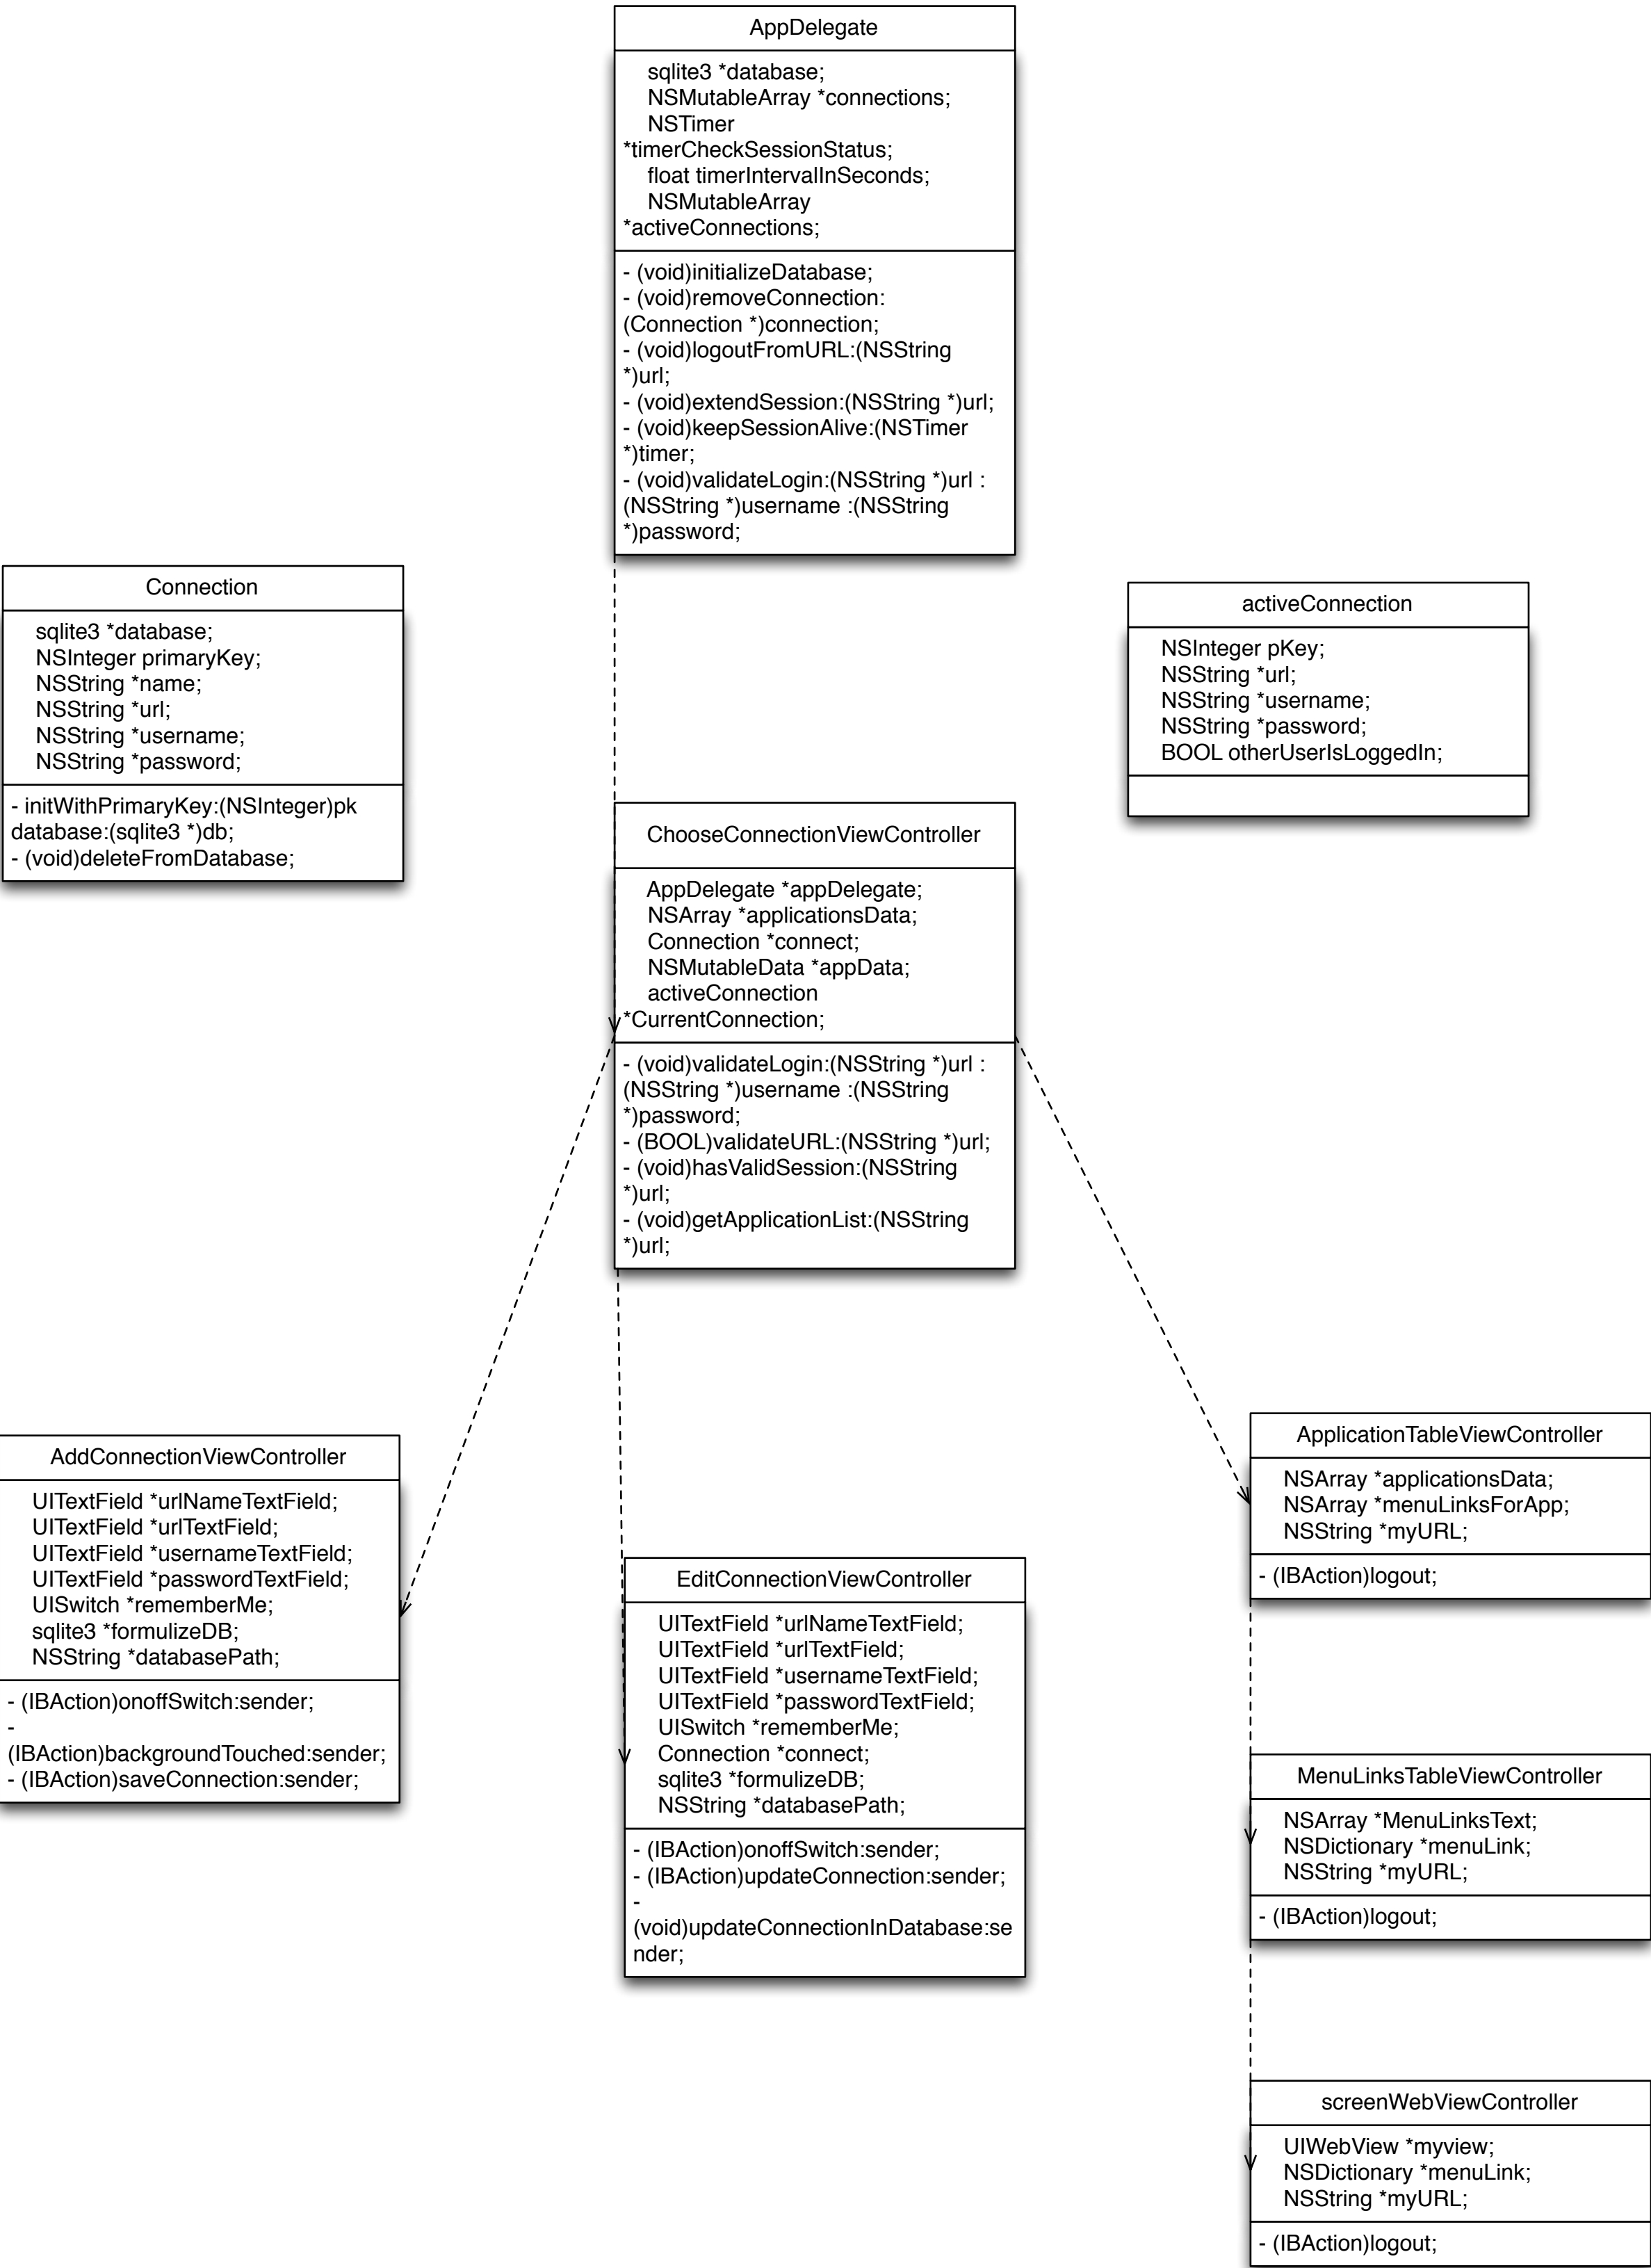 AppDelegate
sqlite3 *database;
NSMutableArray *connections;
NSTimer
*timerCheckSessionStatus;
float timerIntervalInSeconds;
NSMutableArray
*activeConnections;
- (void)initializeDatabase;
- (void)removeConnection:
(Connection *)connection;
- (void)logoutFromURL:(NSString
*)url;
- (void)extendSession:(NSString *)url;
- (void)keepSessionAlive:(NSTimer
*)timer;
- (void)validateLogin:(NSString *)url :
(NSString *)username :(NSString
*)password;
Connection
sqlite3 *database;
NSInteger primaryKey;
NSString *name;
NSString *url;
NSString *username;
NSString *password;
- initWithPrimaryKey:(NSInteger)pk
database:(sqlite3 *)db;
- (void)deleteFromDatabase;
activeConnection
NSInteger pKey;
NSString *url;
NSString *username;
NSString *password;
BOOL otherUserIsLoggedIn;
ChooseConnectionViewController
AppDelegate *appDelegate;
NSArray *applicationsData;
Connection *connect;
NSMutableData *appData;
activeConnection
*CurrentConnection;
- (void)validateLogin:(NSString *)url :
(NSString *)username :(NSString
*)password;
- (BOOL)validateURL:(NSString *)url;
- (void)hasValidSession:(NSString
*)url;
- (void)getApplicationList:(NSString
*)url;
AddConnectionViewController
UITextField *urlNameTextField;
UITextField *urlTextField;
UITextField *usernameTextField;
UITextField *passwordTextField;
UISwitch *rememberMe;
sqlite3 *formulizeDB;
NSString *databasePath;
- (IBAction)onoffSwitch:sender;
-
(IBAction)backgroundTouched:sender;
- (IBAction)saveConnection:sender;
EditConnectionViewController
UITextField *urlNameTextField;
UITextField *urlTextField;
UITextField *usernameTextField;
UITextField *passwordTextField;
UISwitch *rememberMe;
Connection *connect;
sqlite3 *formulizeDB;
NSString *databasePath;
- (IBAction)onoffSwitch:sender;
- (IBAction)updateConnection:sender;
-
(void)updateConnectionInDatabase:se
nder;
ApplicationTableViewController
NSArray *applicationsData;
NSArray *menuLinksForApp;
NSString *myURL;
- (IBAction)logout;
MenuLinksTableViewController
NSArray *MenuLinksText;
NSDictionary *menuLink;
NSString *myURL;
- (IBAction)logout;
screenWebViewController
UIWebView *myview;
NSDictionary *menuLink;
NSString *myURL;
- (IBAction)logout;